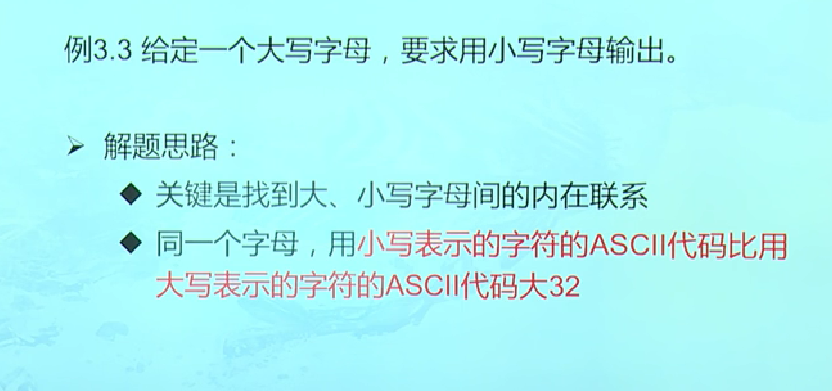 例3.3 给定一个大写字母，要求用小写字母输出。
➢ 解题思路：
◆ 关键是找到大、小写字母间的内在联系
◆ 同一个字母，用小写表示的字符的ASCII代码比用
大写表示的字符的ASCII代码大32